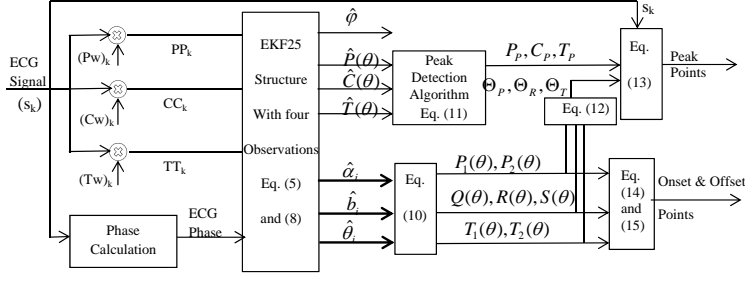 s_k
ECG
Signal
(s_k)
(Pw)_k
PP_k
(Cw)_k
CC_k
(Tw)_k
TT_k
Phase
Calculation
ECG
Phase
EKF25
Structure
With four
Observations
Eq. (5)
and (8)
φ̂
P̂(θ)
Ĉ(θ)
T̂(θ)
α̂_i
b̂_i
θ̂_i
Peak
Detection
Algorithm
Eq. (11)
P_P, C_P, T_P
Θ_P, Θ_R, Θ_T
Eq. (12)
Eq.
(13)
Peak
Points
Eq.
(10)
P_1(θ), P_2(θ)
Q(θ), R(θ), S(θ)
T_1(θ), T_2(θ)
Eq.
(14)
and
(15)
Onset & Offset
Points